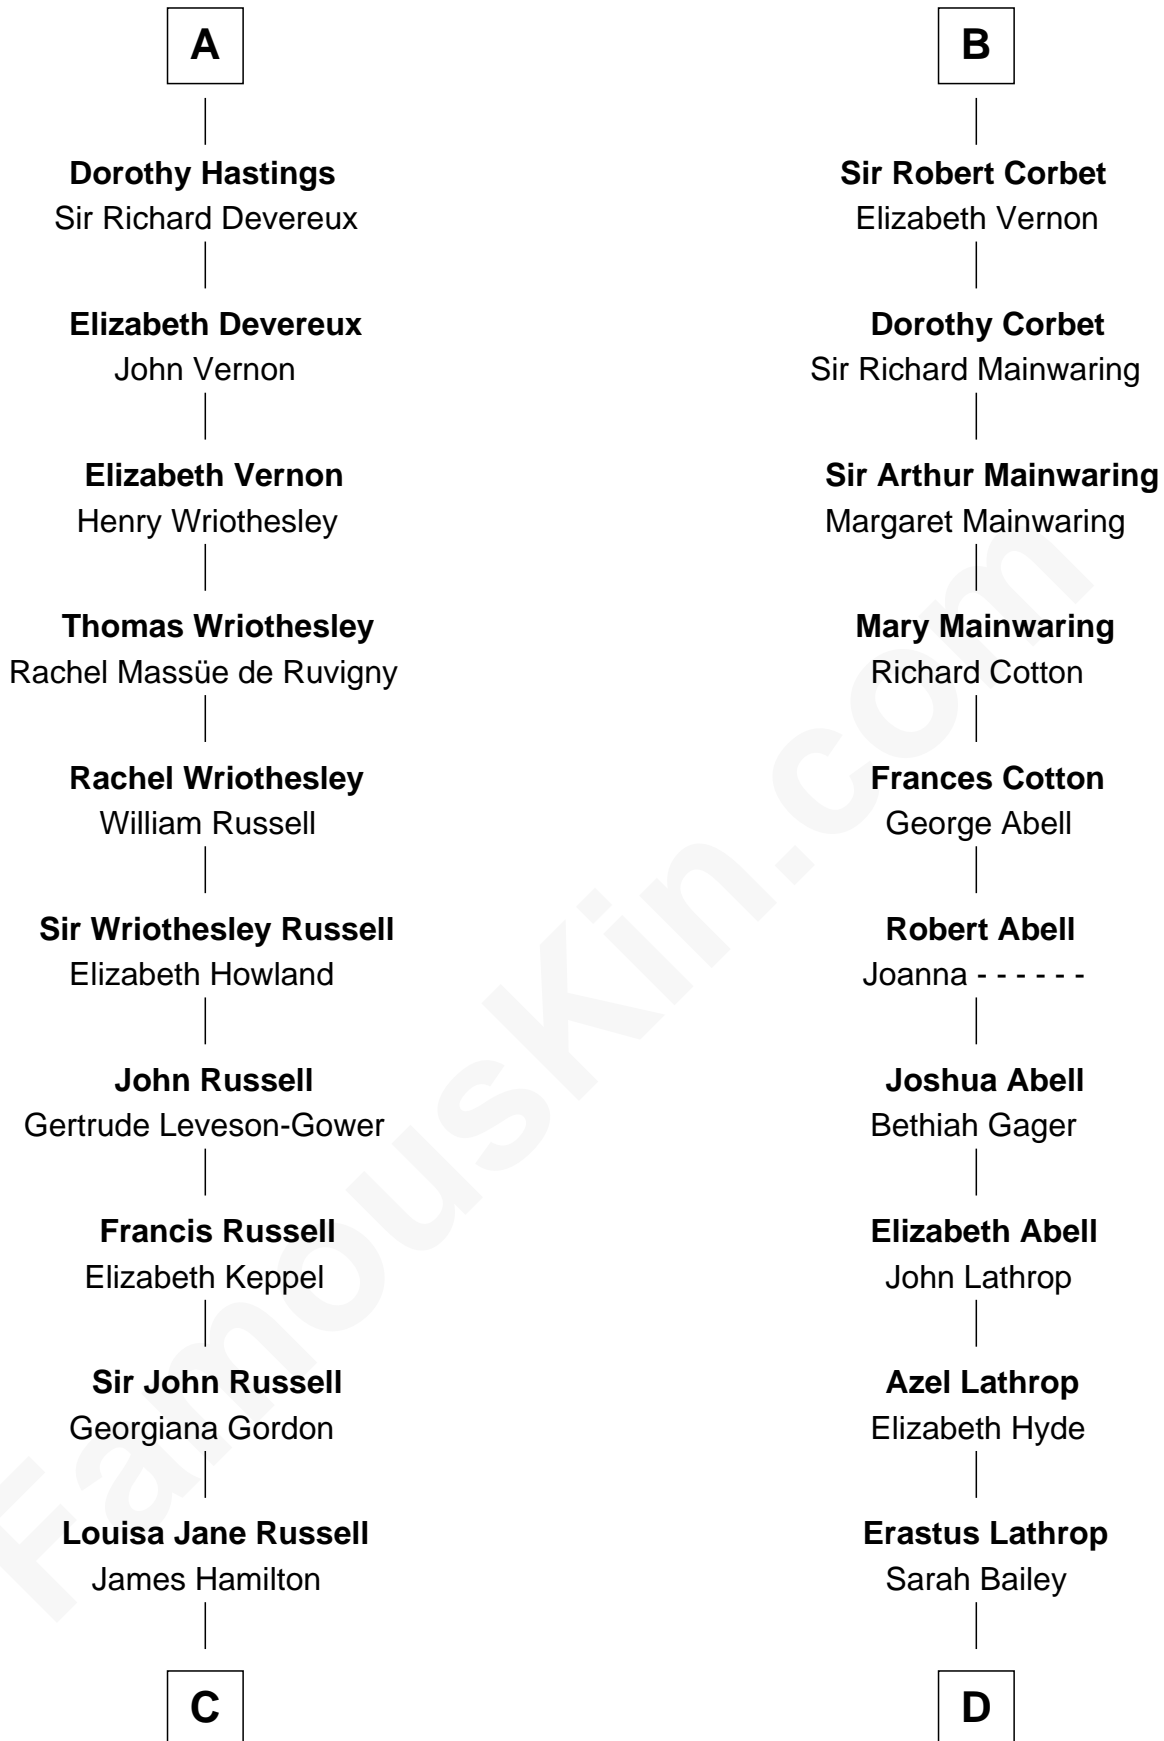 A
Dorothy Hastings
Sir Richard Devereux
Elizabeth Devereux
John Vernon
Elizabeth Vernon
Henry Wriothesley
Thomas Wriothesley
Rachel Massüe de Ruvigny
Rachel Wriothesley
William Russell
Sir Wriothesley Russell
Elizabeth Howland
John Russell
Gertrude Leveson-Gower
Francis Russell
Elizabeth Keppel
Sir John Russell
Georgiana Gordon
Louisa Jane Russell
James Hamilton
C
B
Sir Robert Corbet
Elizabeth Vernon
Dorothy Corbet
Sir Richard Mainwaring
Sir Arthur Mainwaring
Margaret Mainwaring
Mary Mainwaring
Richard Cotton
Frances Cotton
George Abell
Robert Abell
Joanna - - - - - -
Joshua Abell
Bethiah Gager
Elizabeth Abell
John Lathrop
Azel Lathrop
Elizabeth Hyde
Erastus Lathrop
Sarah Bailey
D
FamousKin.com